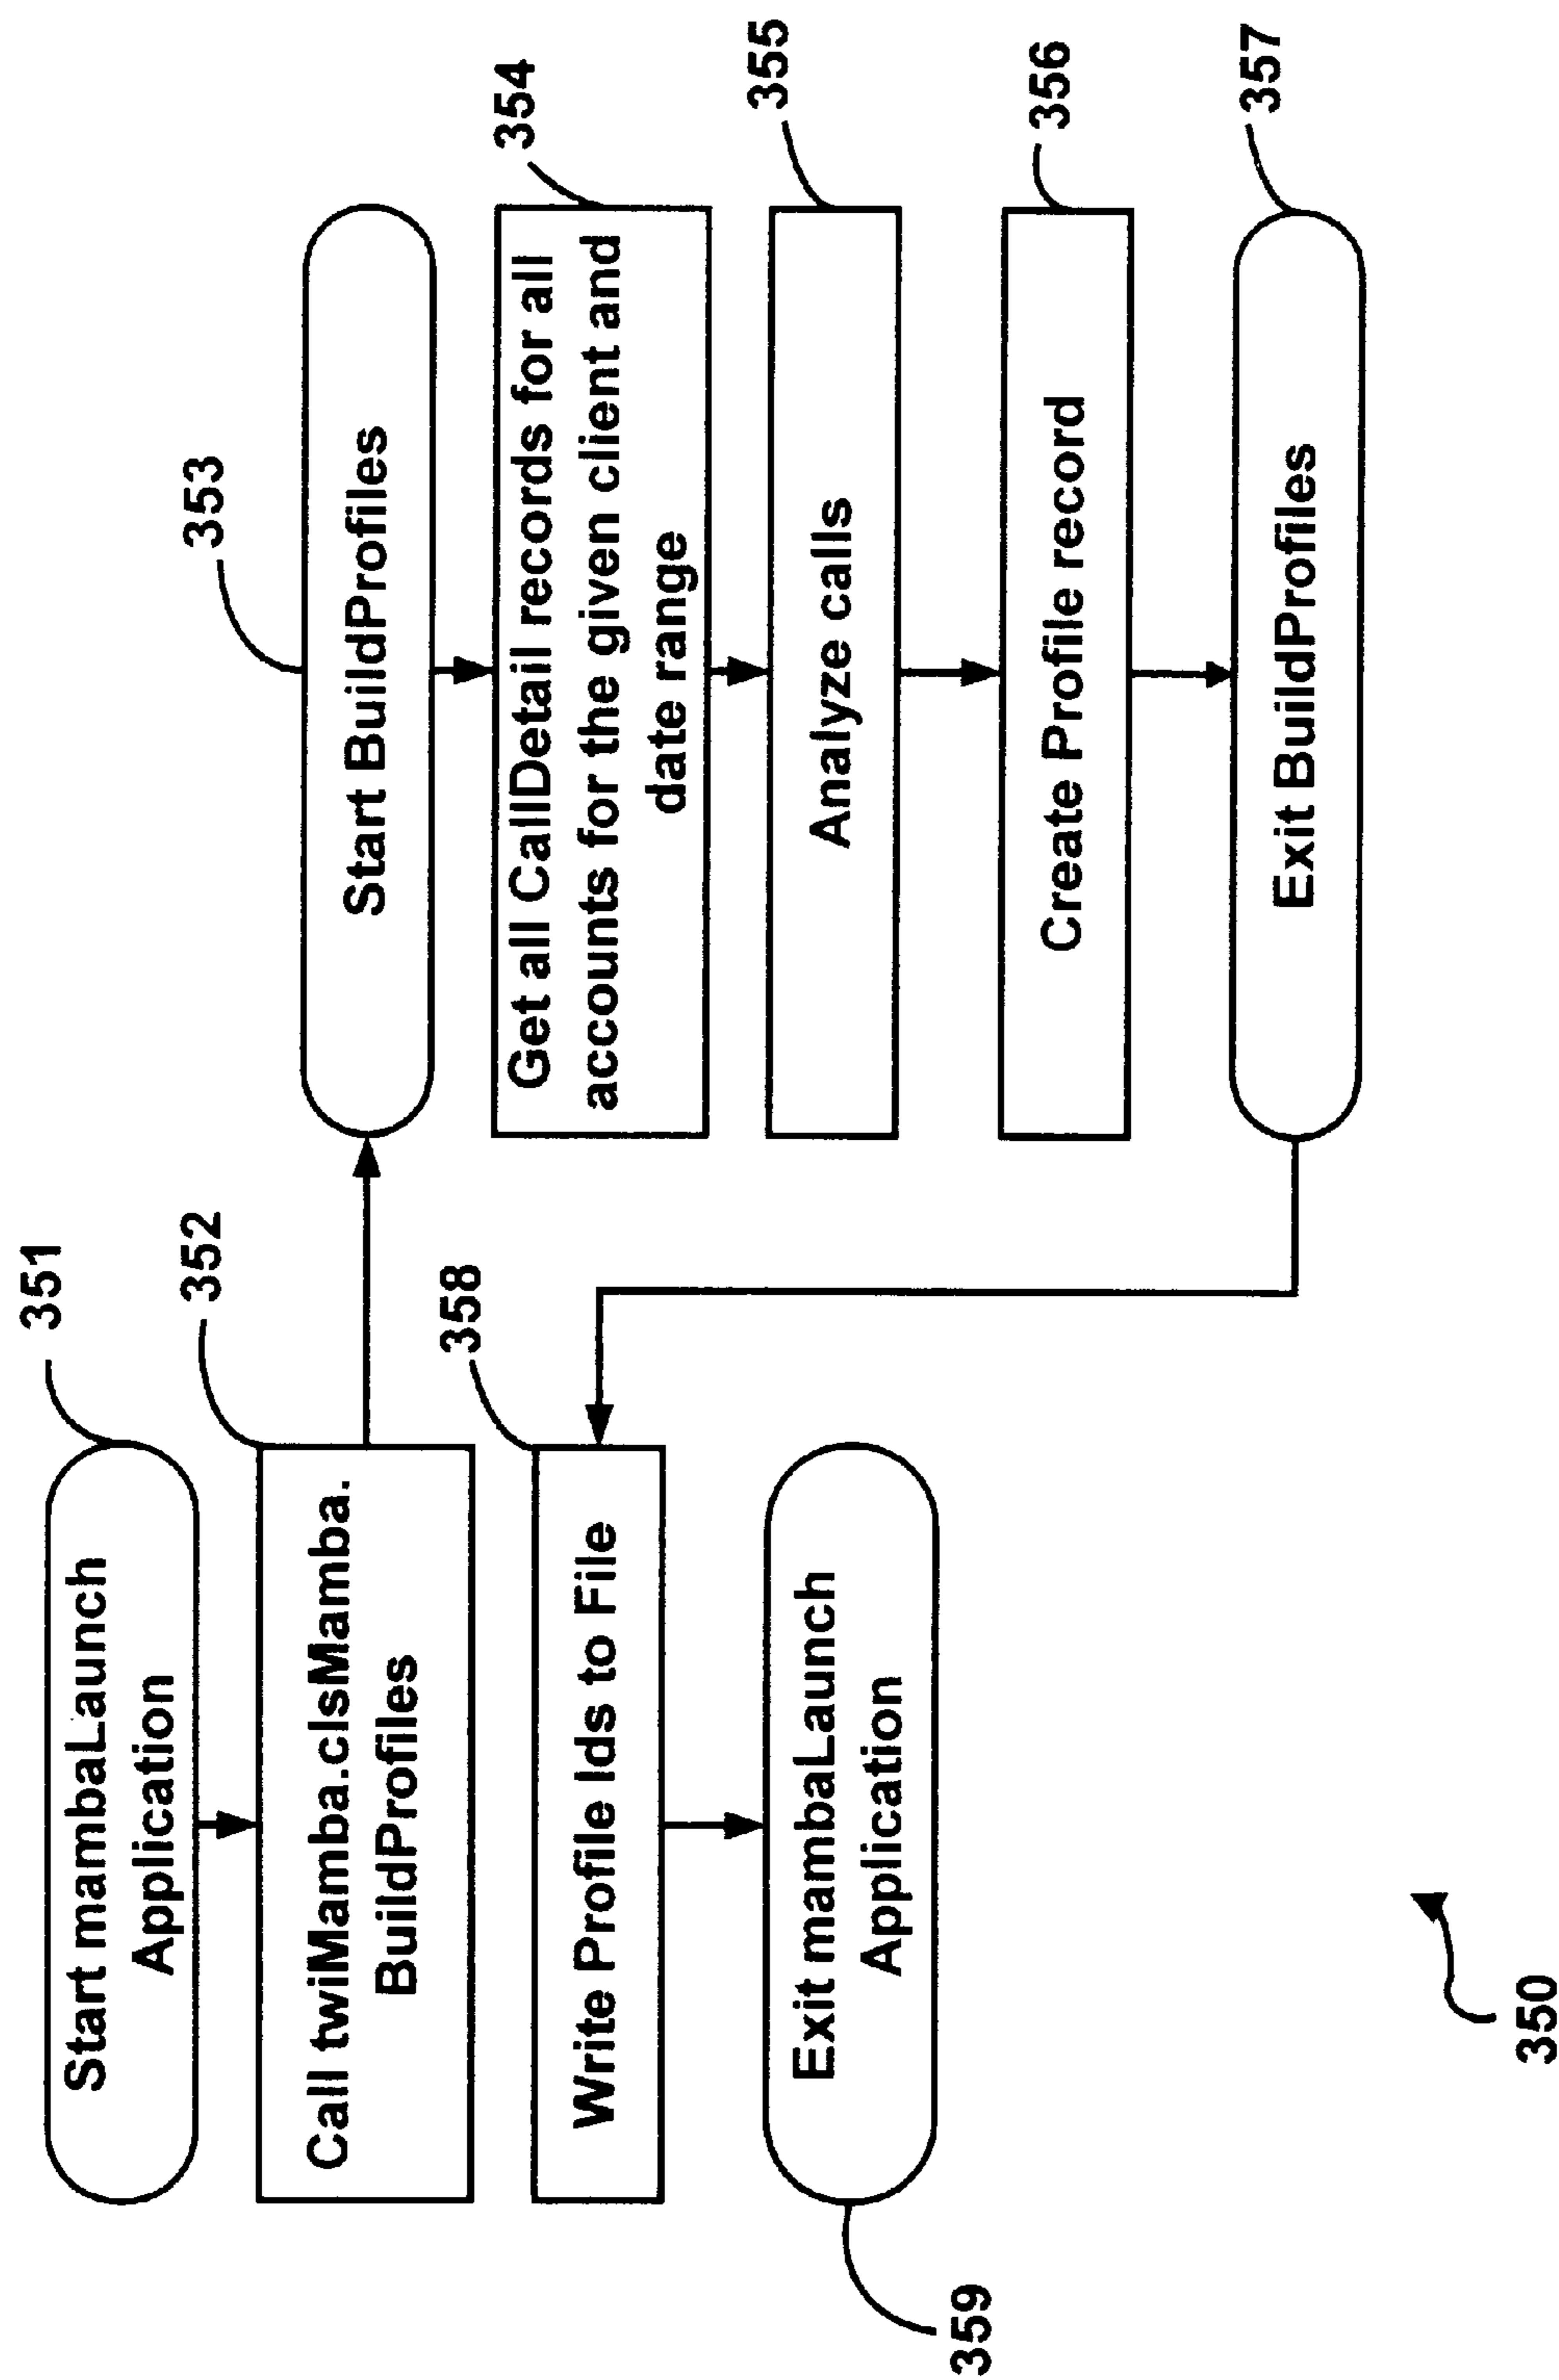 351
Start mambaLaunch
Application
352
Call twiMamba.clsMamba.
BuildProfiles
353
Start BuildProfiles
354
Get all CallDetail records for all
accounts for the given client and
date range
355
Analyze calls
356
Create Profile record
357
Exit BuildProfiles
358
Write Profile Ids to File
Exit mambaLaunch
Application
359
350